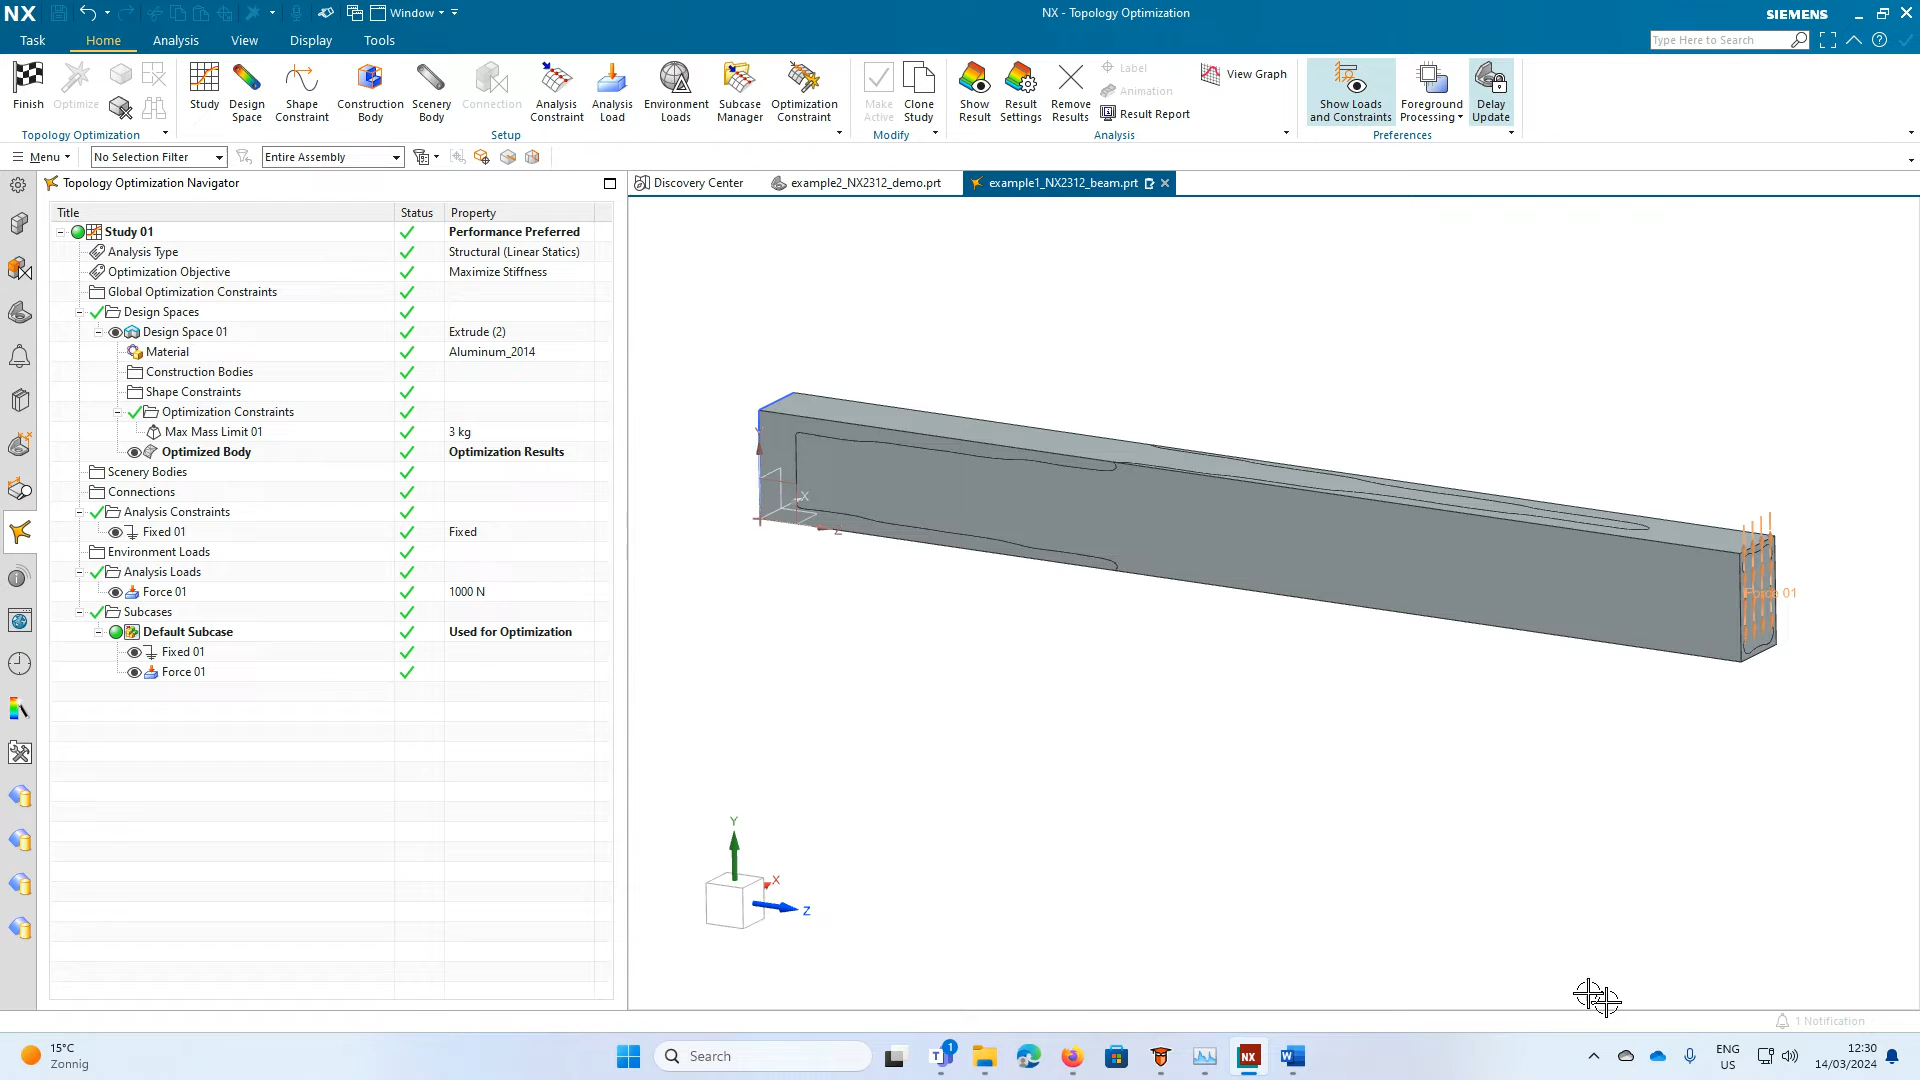 NX
Window
NX - Topology Optimization
SIEMENS
Task
Home
Analysis
View
Display
Tools
Type Here to Search
Finish
Optimize
Study
Design Space
Shape Constraint
Construction Body
Scenery Body
Connection
Analysis Constraint
Analysis Load
Environment Loads
Subcase Manager
Optimization Constraint
Make Active
Clone Study
Show Result
Result Settings
Remove Results
Label
Animation
Result Report
View Graph
Show Loads and Constraints
Foreground Processing
Delay Update
Topology Optimization
Setup
Modify
Analysis
Preferences
Menu
No Selection Filter
Entire Assembly
Topology Optimization Navigator
Discovery Center
example2_NX2312_demo.prt
example1_NX2312_beam.prt
Title Status Property
Study 01 Performance Preferred
Analysis Type Structural (Linear Statics)
Optimization Objective Maximize Stiffness
Global Optimization Constraints
Design Spaces
Design Space 01 Extrude (2)
Material Aluminum_2014
Construction Bodies
Shape Constraints
Optimization Constraints
Max Mass Limit 01 3 kg
Optimized Body Optimization Results
Scenery Bodies
Connections
Analysis Constraints
Fixed 01 Fixed
Environment Loads
Analysis Loads
Force 01 1000 N
Subcases
Default Subcase Used for Optimization
Fixed 01
Force 01
Y
X
Z
Force 01
Y
X
Z
1 Notification
15°C
Zonnig
Search
1
T
NX
W
ENG
US
12:30
14/03/2024